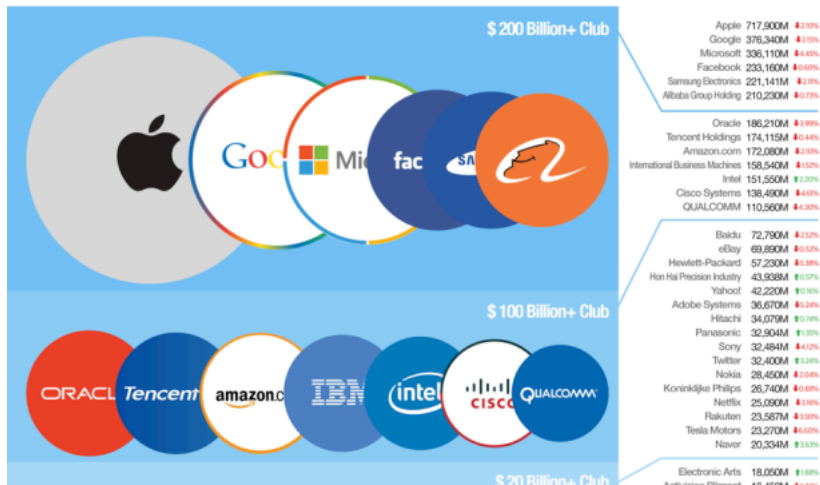 $ 200 Billion+ Club
Goo
Mic
fac
SA
$ 100 Billion+ Club
ORACL
Tencent
amazon.c
IBM
intel
CISCO
QUALCOMM
$ 20 Billion+ Club
Apple 717,900M 2.10%
Google 376,340M 2.15%
Microsoft 336,110M 4.45%
Facebook 233,160M 0.60%
Samsung Electronics 221,141M 2.11%
Alibaba Group Holding 210,230M 0.73%
Oracle 186,210M 3.99%
Tencent Holdings 174,115M 0.44%
Amazon.com 172,080M 2.10%
International Business Machines 158,540M 1.52%
Intel 151,550M 2.20%
Cisco Systems 138,490M 4.61%
QUALCOMM 110,560M 4.30%
Baidu 72,790M 2.52%
eBay 69,890M 0.52%
Hewlett-Packard 57,230M 5.38%
Hon Hai Precision Industry 43,938M 0.57%
Yahoo! 42,220M 0.16%
Adobe Systems 36,670M 5.24%
Hitachi 34,079M 0.74%
Panasonic 32,904M 1.35%
Sony 32,484M 4.12%
Twitter 32,400M 3.24%
Nokia 28,450M 2.04%
Koninklijke Philips 26,740M 0.69%
Netflix 25,090M 3.16%
Rakuten 23,587M 3.50%
Tesla Motors 23,270M 6.60%
Naver 20,334M 3.63%
Electronic Arts 18,050M 1.68%